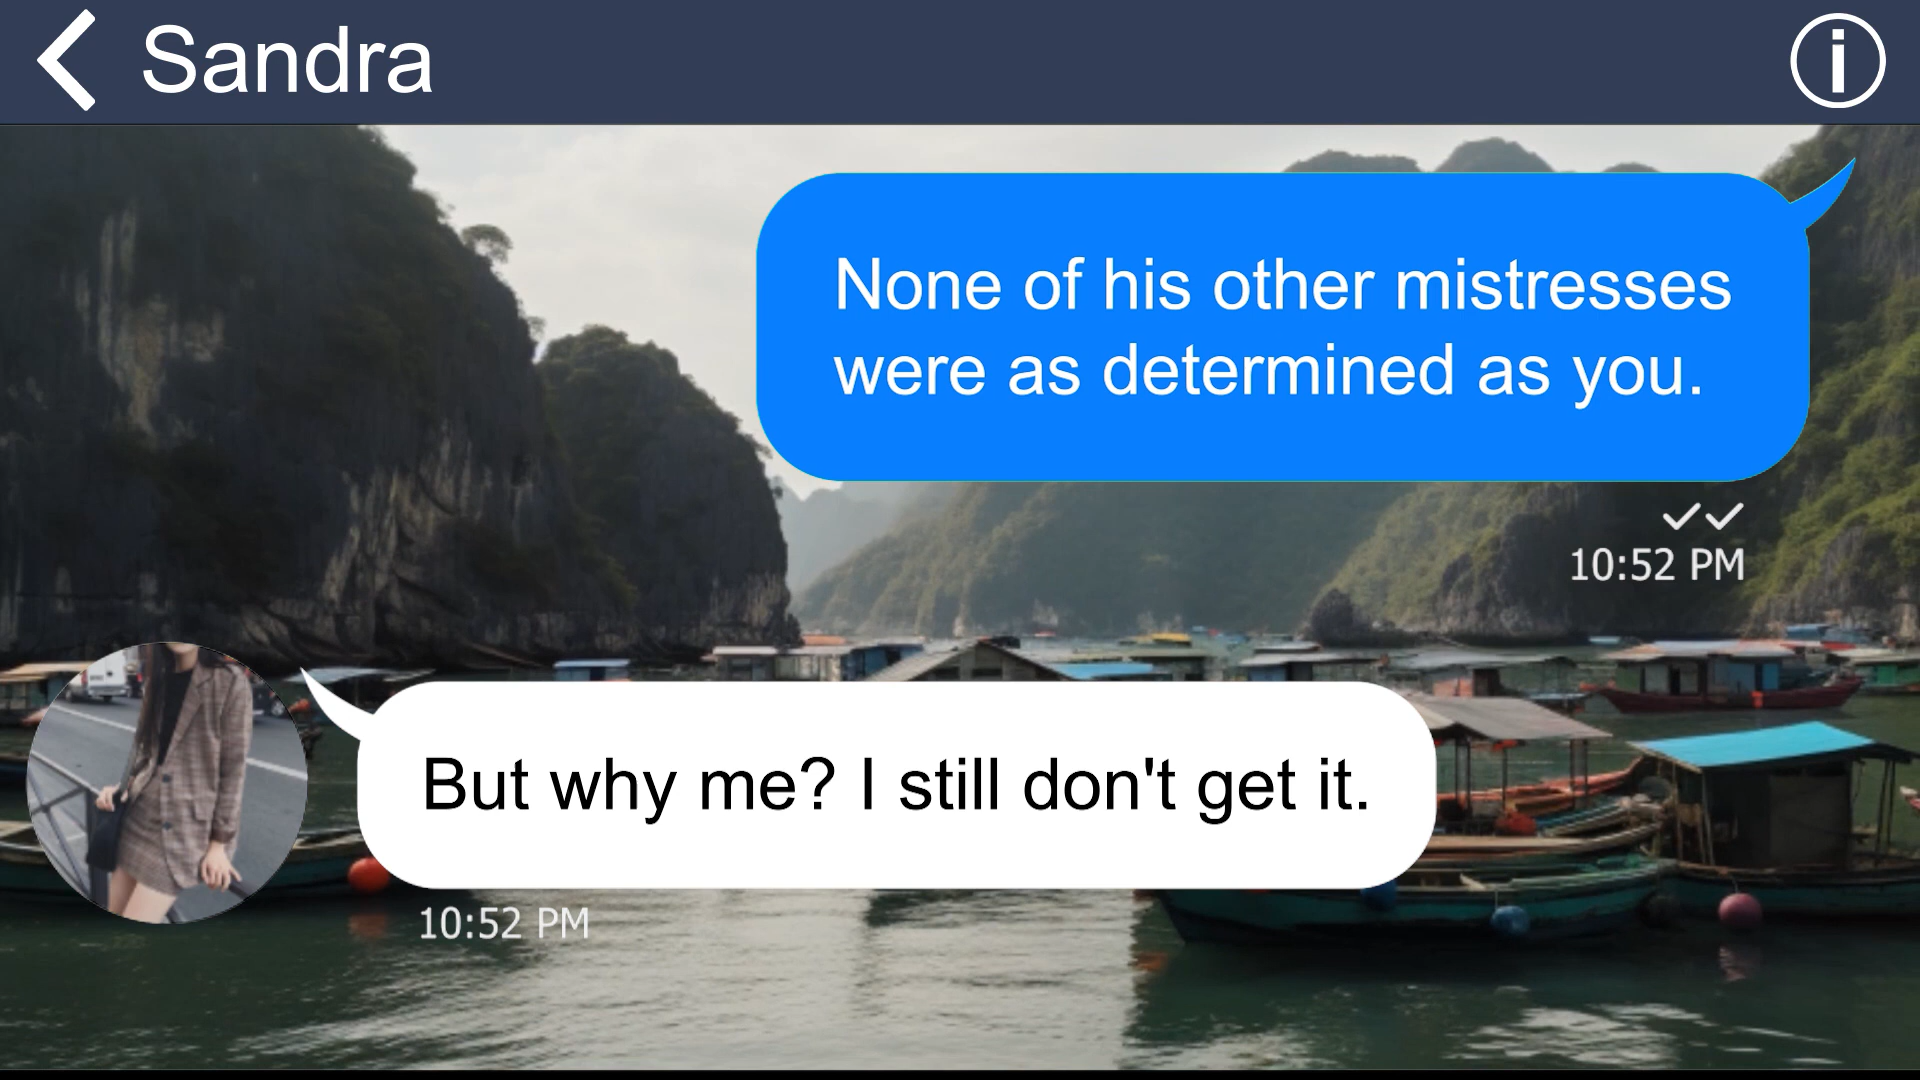 Sandra
None of his other mistresses
were as determined as you.
10:52 PM
But why me? I still don't get it.
10:52 PM